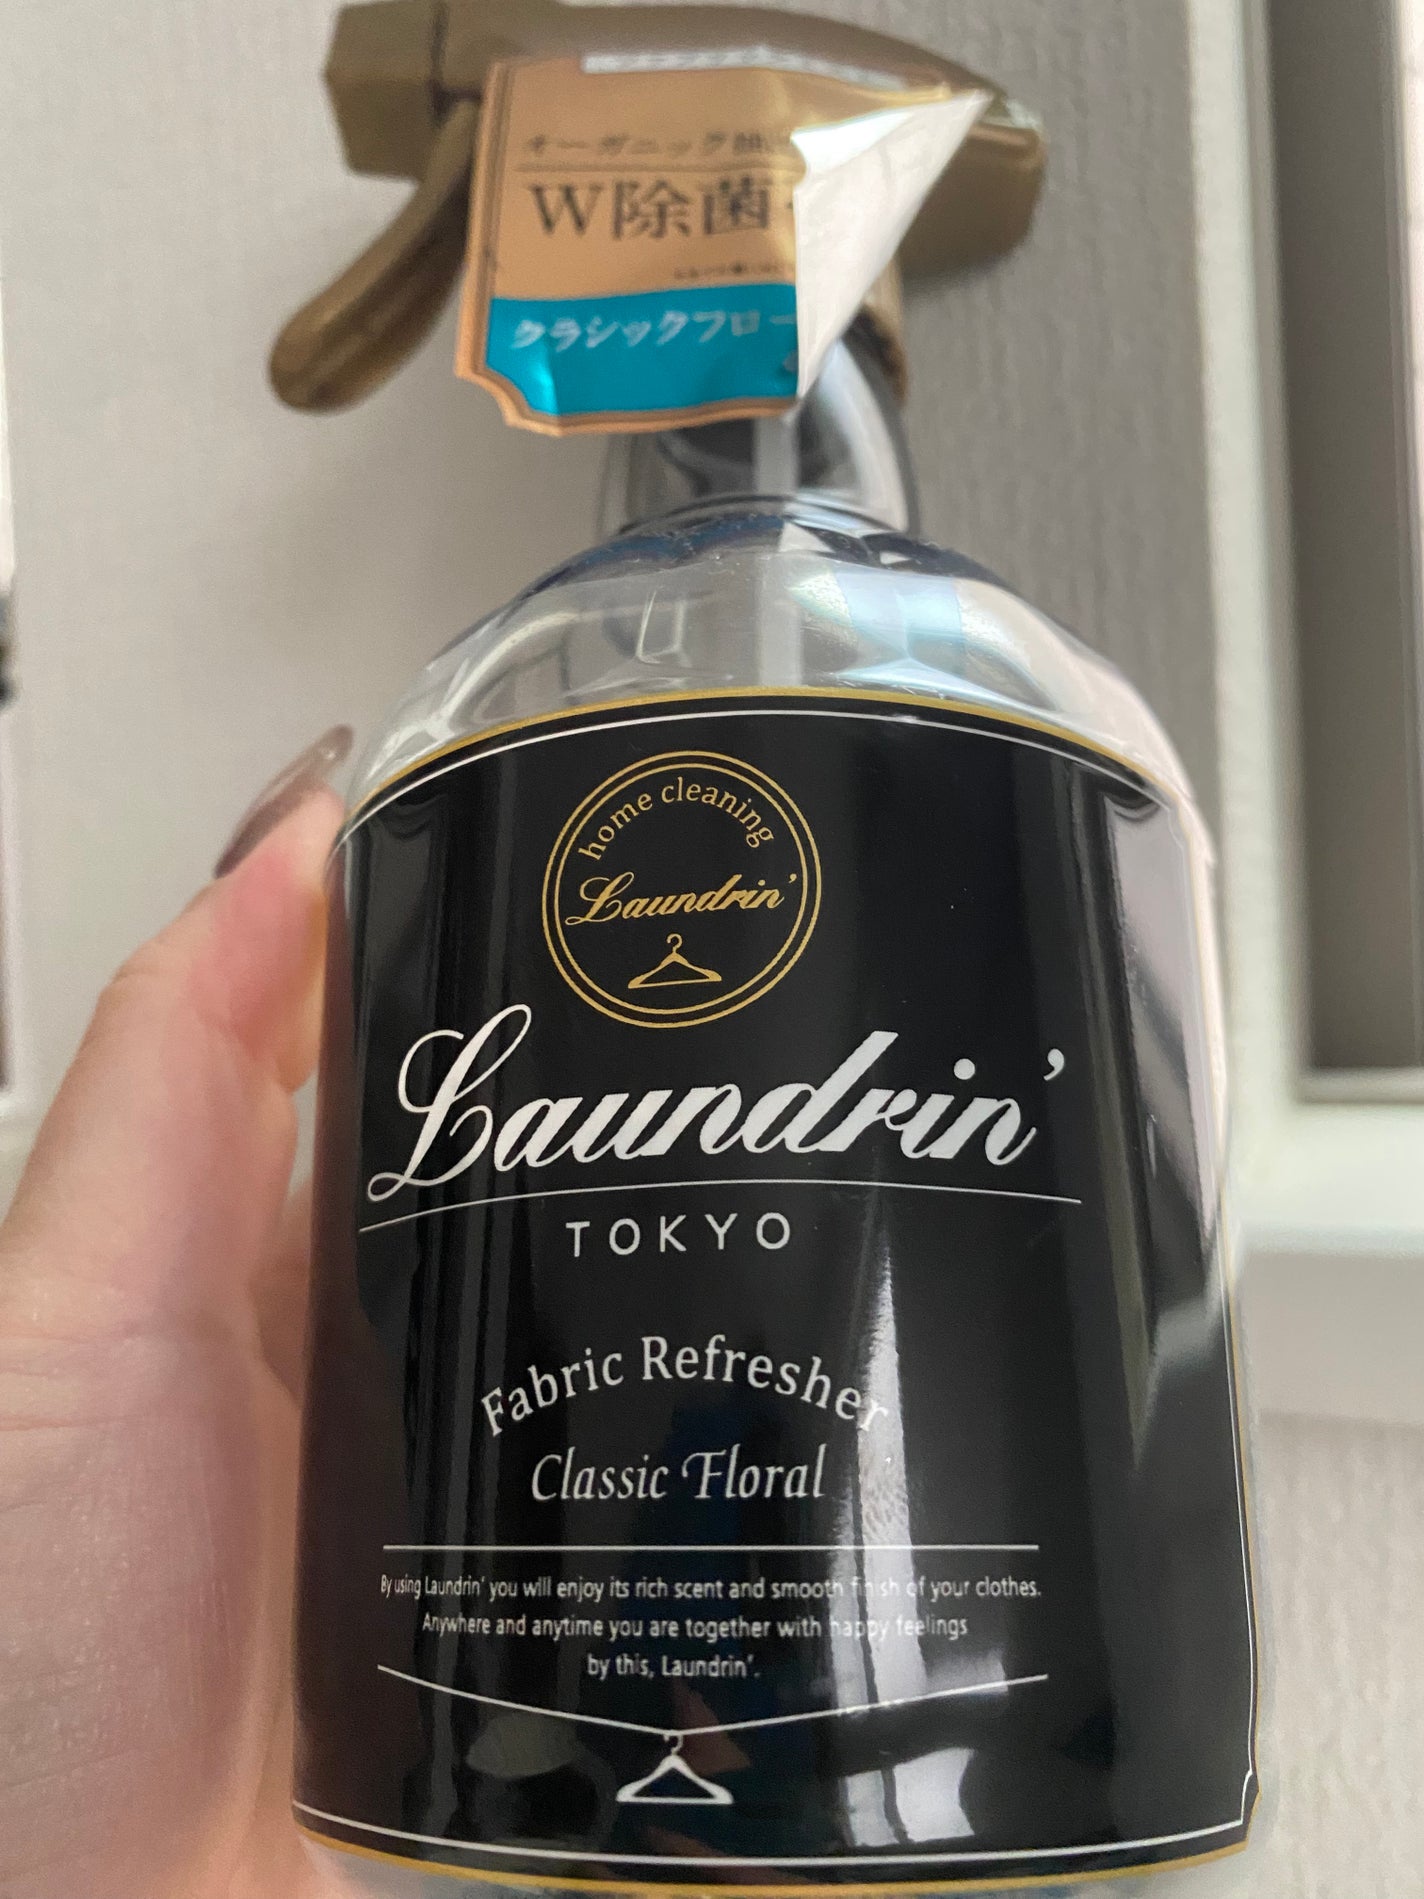 オーガニック抽出
W除菌
クラシックフロー
home cleaning
Laundrin'
Laundrin'
TOKYO
Fabric Refresher
Classic Floral
By using Laundrin' you will enjoy its rich scent and smooth finish of your clothes.
Anywhere and anytime you are together with happy feelings
by this, Laundrin'.